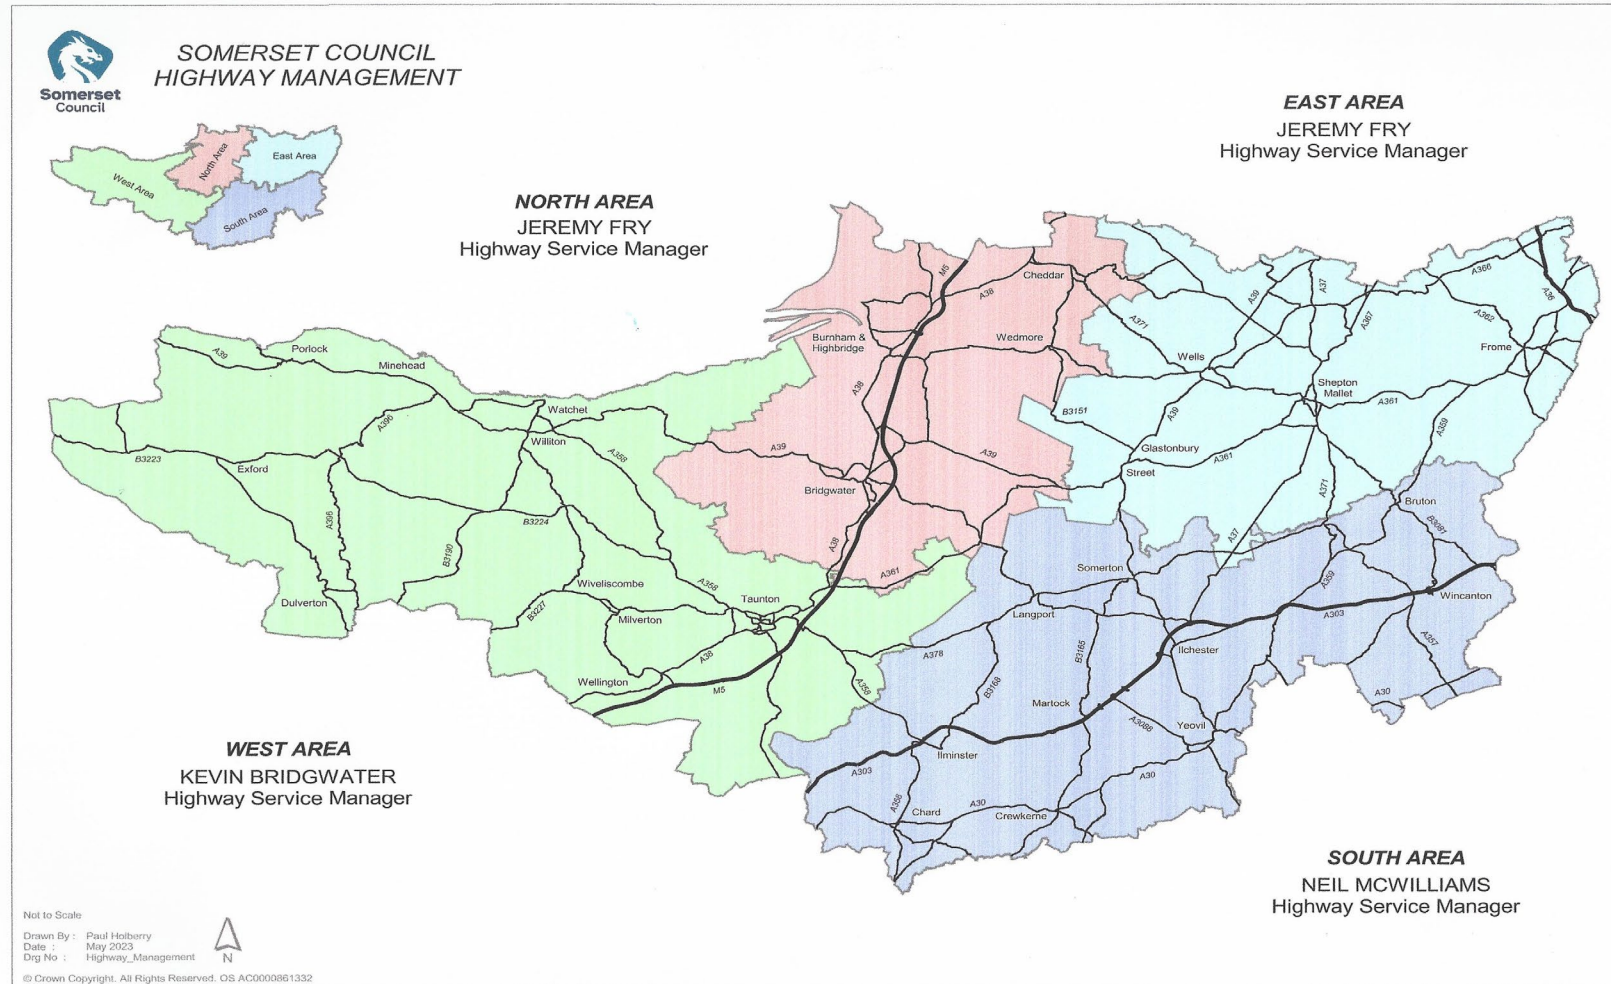 SOMERSET COUNCIL
HIGHWAY MANAGEMENT
Somerset
Council
North Area
East Area
West Area
South Area
EAST AREA
JEREMY FRY
Highway Service Manager
NORTH AREA
JEREMY FRY
Highway Service Manager
M5
Cheddar
A38
A39
A37
A366
A36
A371
A367
A362
Burnham &
Highbridge
Wedmore
Frome
Wells
Porlock
A39
Minehead
Shepton
Mallet
A38
A361
B3151
A39
Watchet
A396
Williton
A39
A359
B3223
Exford
A358
A39
Glastonbury
A361
Street
Bridgwater
A371
Bruton
A396
B3224
B3081
A38
A37
B3190
A361
Somerton
A358
Wiveliscombe
A359
Dulverton
B3227
Milverton
Taunton
Langport
A303
Wincanton
A378
B3165
Ilchester
A357
A38
Wellington
M5
A358
B3168
Martock
A30
A3088
Yeovil
Ilminster
A303
A30
A358
Chard
A30
Crewkerne
WEST AREA
KEVIN BRIDGWATER
Highway Service Manager
SOUTH AREA
NEIL MCWILLIAMS
Highway Service Manager
Not to Scale
Drawn By : Paul Holberry
Date : May 2023
Drg No : Highway_Management
N
© Crown Copyright. All Rights Reserved. OS AC0000861332